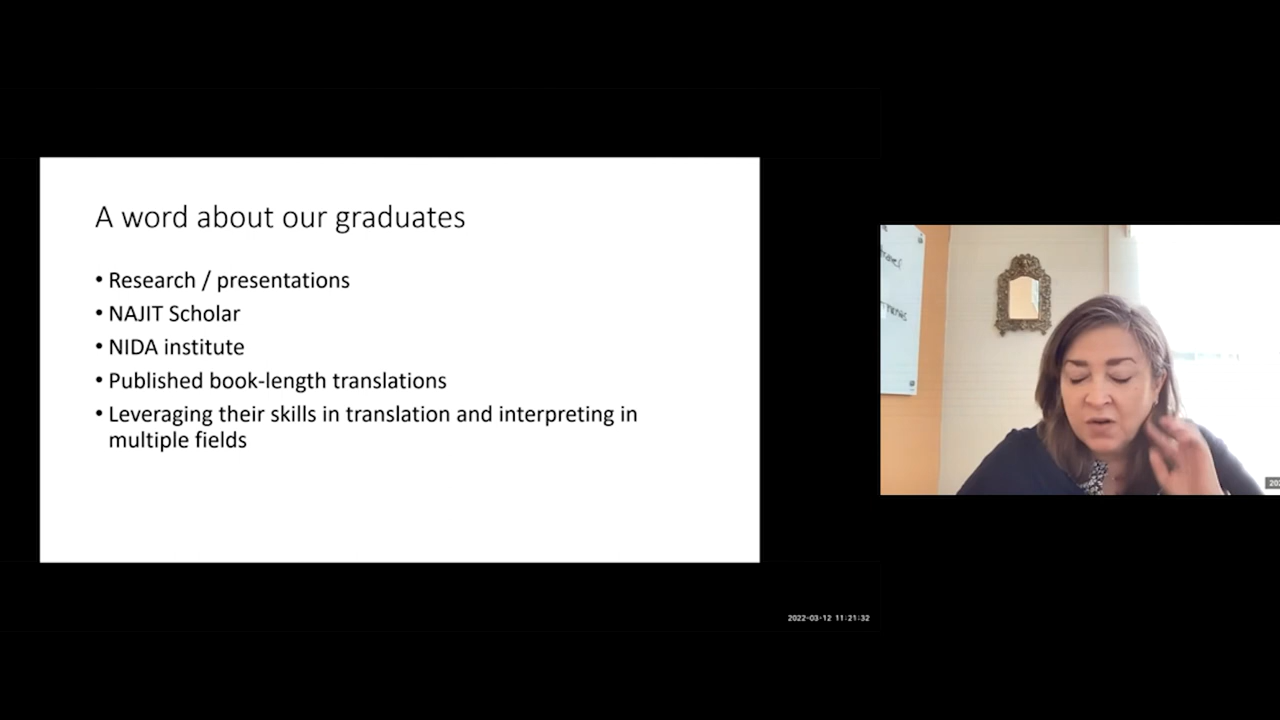 A word about our graduates
• Research / presentations
• NAJIT Scholar
• NIDA institute
• Published book-length translations
• Leveraging their skills in translation and interpreting in
multiple fields
2022-03-12 11:21:32